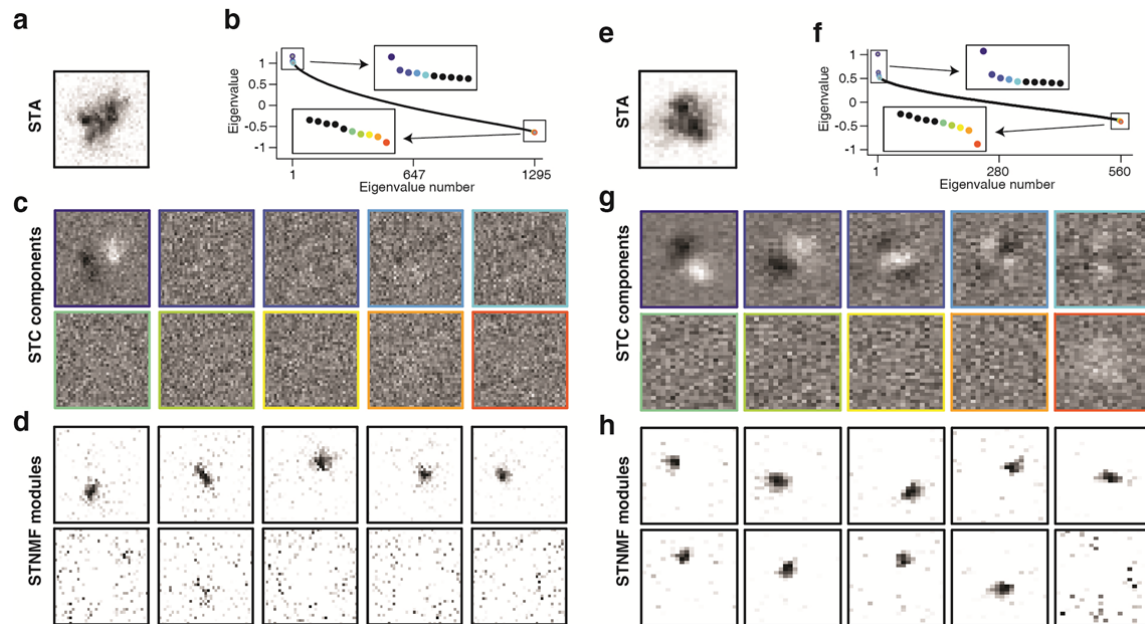 a
STA
b
Eigenvalue
1
0.5
0
-0.5
-1
1
647
1295
Eigenvalue number
c
STC components
d
STNMF modules
e
STA
f
Eigenvalue
1
0.5
0
-0.5
-1
1
280
560
Eigenvalue number
g
STC components
h
STNMF modules